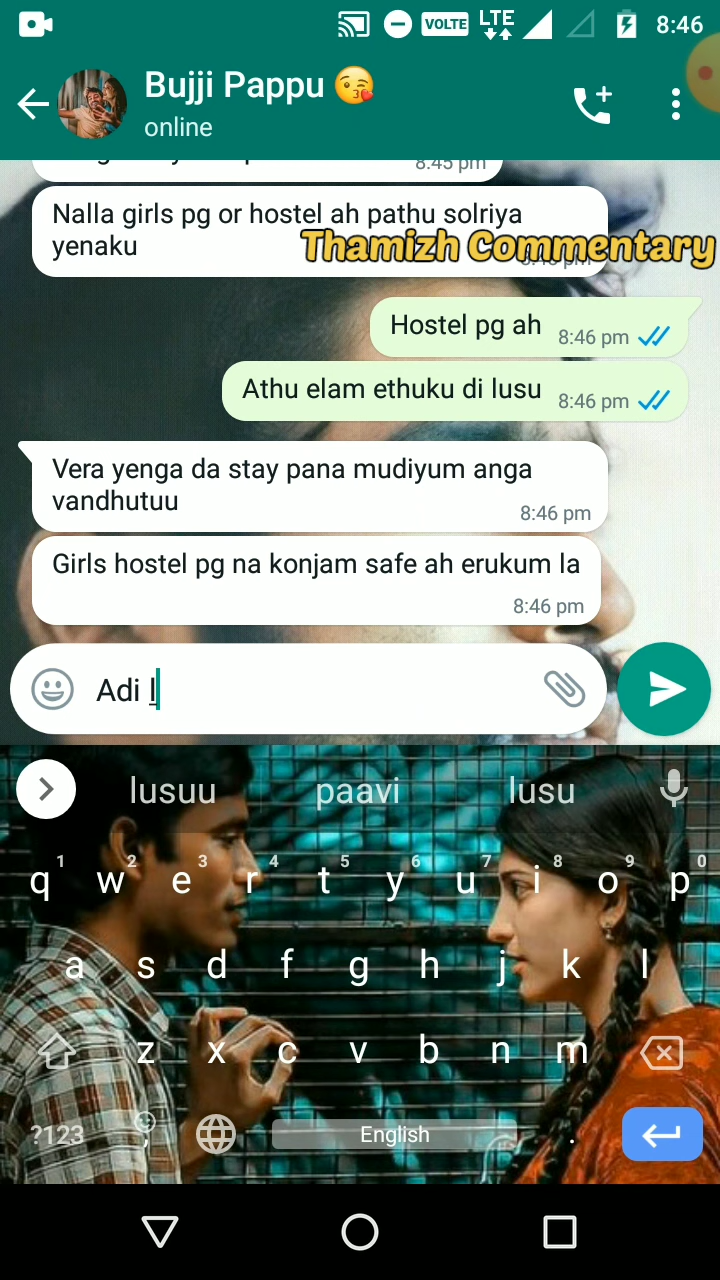 VOLTE LTE 8:46
Bujji Pappu 😘
online
8:45 pm
Nalla girls pg or hostel ah pathu solriya
yenaku
Thamizh Commentary
Hostel pg ah 8:46 pm
Athu elam ethuku di lusu 8:46 pm
Vera yenga da stay pana mudiyum anga
vandhutuu
8:46 pm
Girls hostel pg na konjam safe ah erukum la
8:46 pm
Adi l
lusuu paavi lusu
1 2 3 4 5 6 7 8 9 0
q w e r t y u i o p
a s d f g h j k l
z x c v b n m
?123 , English .